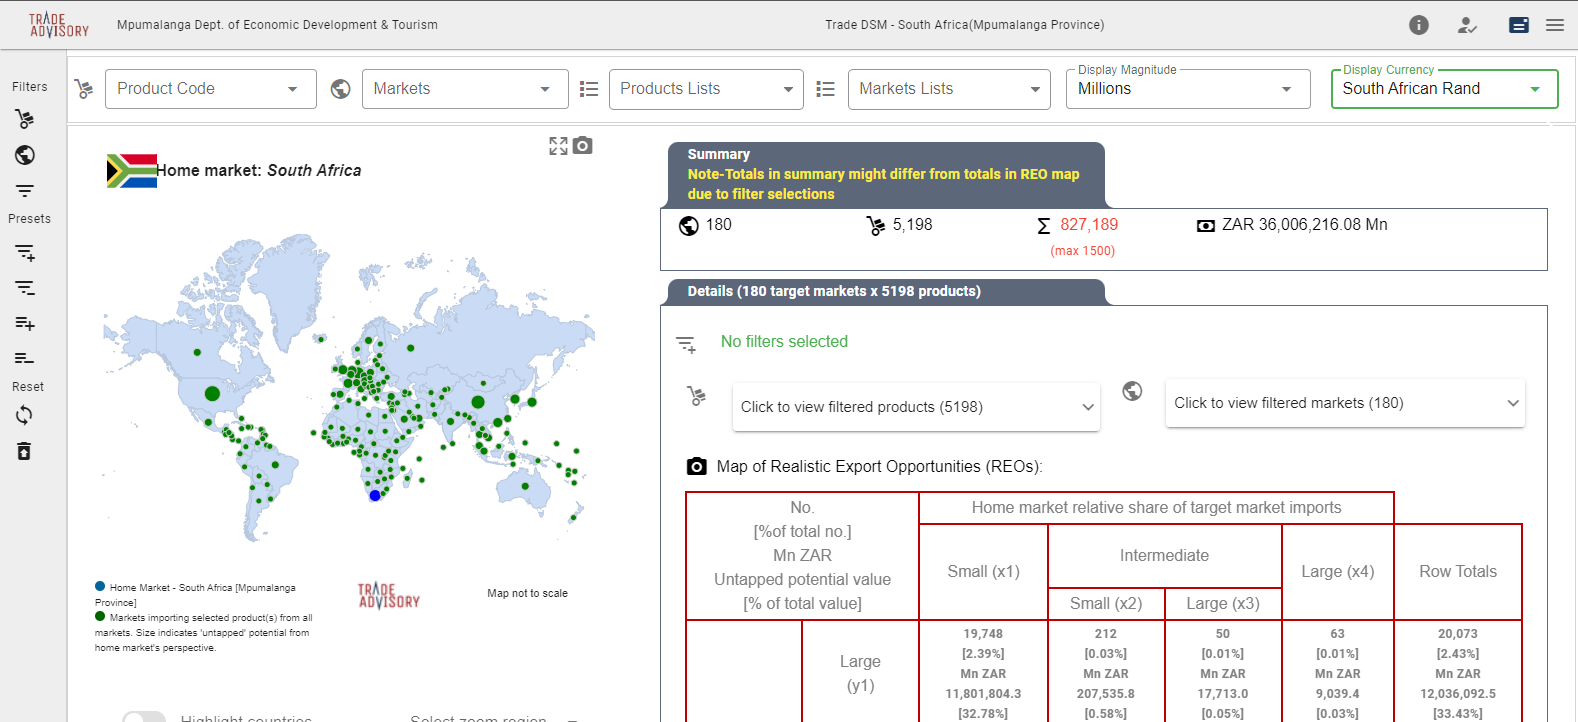 TRADE
ADVISORY
Mpumalanga Dept. of Economic Development & Tourism
Trade DSM - South Africa(Mpumalanga Province)
Filters
Presets
Reset
Product Code
Markets
Products Lists
Markets Lists
Display Magnitude
Millions
Display Currency
South African Rand
Home market: South Africa
Home Market - South Africa [Mpumalanga
Province]
Markets importing selected product(s) from all
markets. Size indicates 'untapped' potential from
home market's perspective.
TRADE
ADVISORY
Map not to scale
Highlight countries
Select zoom region
Summary
Note-Totals in summary might differ from totals in REO map
due to filter selections
180
5,198
Σ 827,189
(max 1500)
ZAR 36,006,216.08 Mn
Details (180 target markets x 5198 products)
No filters selected
Click to view filtered products (5198)
Click to view filtered markets (180)
Map of Realistic Export Opportunities (REOs):
No.
[%of total no.]
Mn ZAR
Untapped potential value
[% of total value]
Home market relative share of target market imports
Small (x1)
Intermediate
Small (x2)
Large (x3)
Large (x4)
Row Totals
Large
(y1)
19,748
[2.39%]
Mn ZAR
11,801,804.3
[32.78%]
212
[0.03%]
Mn ZAR
207,535.8
[0.58%]
50
[0.01%]
Mn ZAR
17,713.0
[0.05%]
63
[0.01%]
Mn ZAR
9,039.4
[0.03%]
20,073
[2.43%]
Mn ZAR
12,036,092.5
[33.43%]